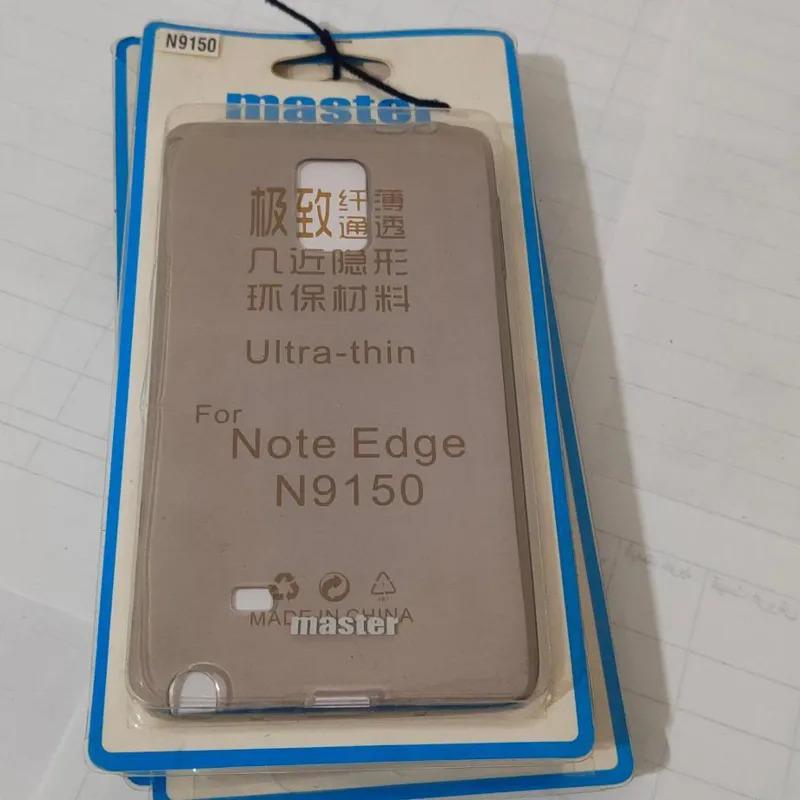 N9150
master
极致纤薄通透
几近隐形
环保材料
Ultra-thin
For
Note Edge
N9150
MADE IN CHINA
master